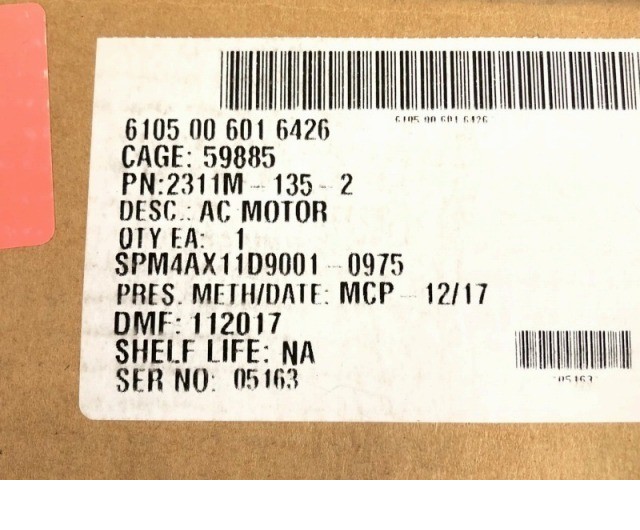 6105 00 601 6426
6105 00 601 6426
CAGE: 59885
PN:2311M - 135 - 2
DESC.: AC MOTOR
QTY EA: 1
SPM4AX11D9001 - 0975
PRES. METH/DATE: MCP - 12/17
DMF: 112017
SHELF LIFE: NA
SER NO: 05163
05163